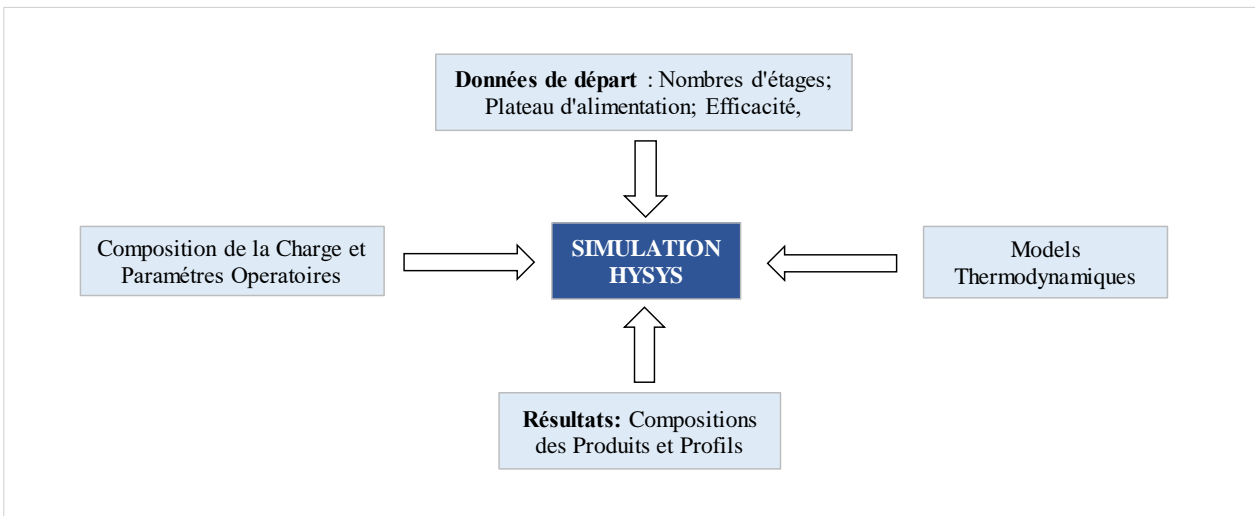 Données de départ : Nombres d'étages;
Plateau d'alimentation; Efficacité,
Composition de la Charge et
Paramétres Operatoires
SIMULATION
HYSYS
Models
Thermodynamiques
Résultats: Compositions
des Produits et Profils